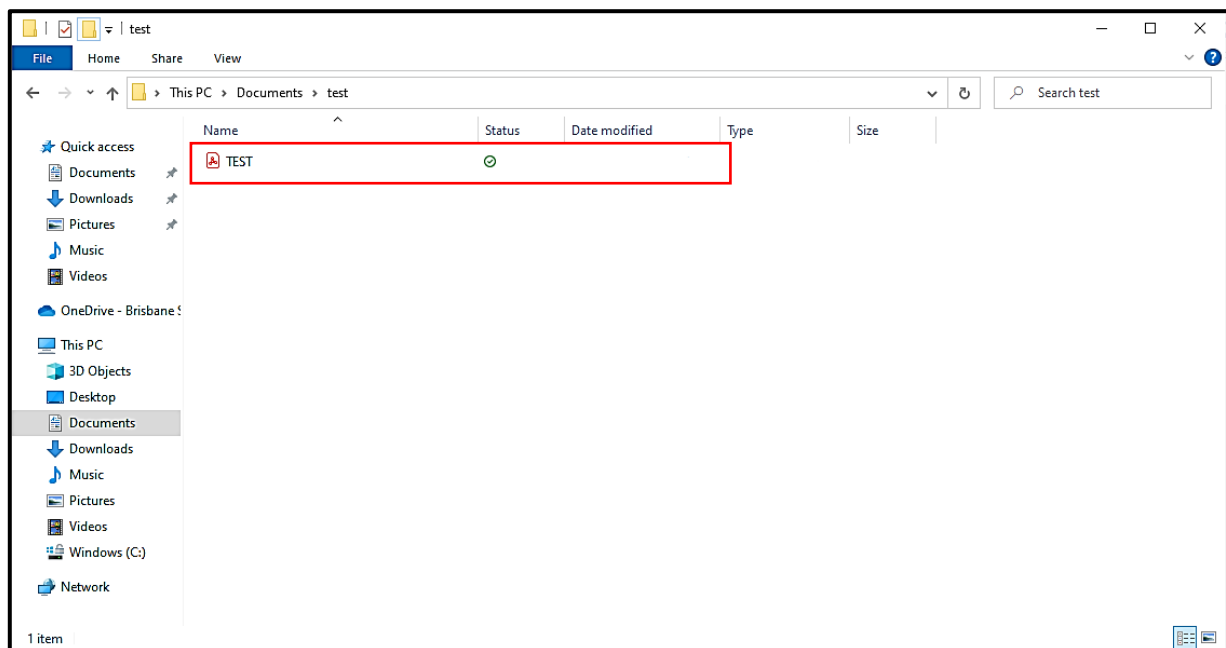 test
File Home Share View
This PC > Documents > test
Search test
Name Status Date modified Type Size
TEST
Quick access
Documents
Downloads
Pictures
Music
Videos
OneDrive - Brisbane S
This PC
3D Objects
Desktop
Documents
Downloads
Music
Pictures
Videos
Windows (C:)
Network
1 item